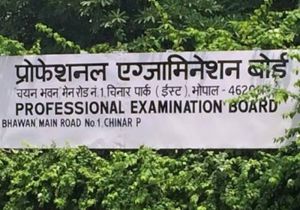 प्रोफेशनल एग्जामिनेशन बोर्ड
"चयन भवन" मेन रोड नं. 1, चिनार पार्क ( ईस्ट ), भोपाल -
PROFESSIONAL EXAMINATION BOARD
BHAWAN, MAIN ROAD No.1, CHINAR P